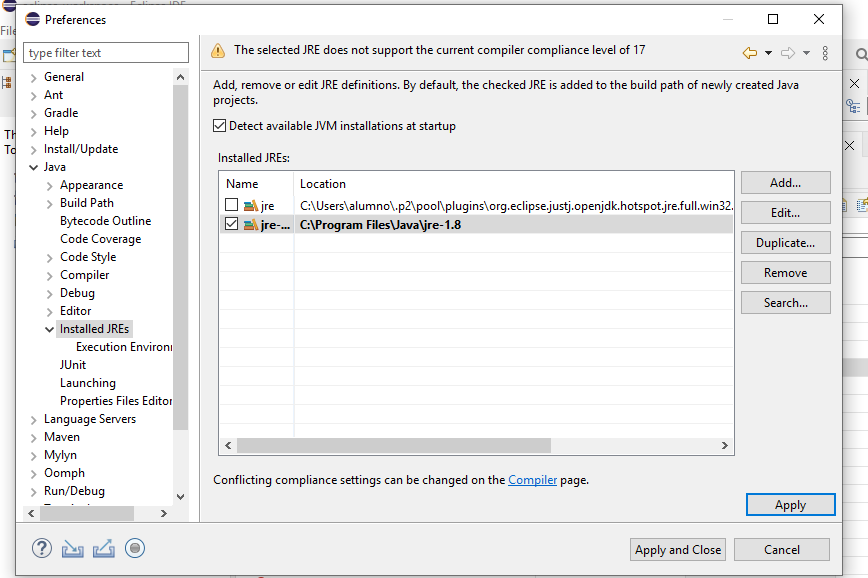 Preferences
File
type filter text
The selected JRE does not support the current compiler compliance level of 17
General
Ant
Gradle
Help
Install/Update
Java
Appearance
Build Path
Bytecode Outline
Code Coverage
Code Style
Compiler
Debug
Editor
Installed JREs
Execution Environ
JUnit
Launching
Properties Files Editor
Language Servers
Maven
Mylyn
Oomph
Run/Debug
Add, remove or edit JRE definitions. By default, the checked JRE is added to the build path of newly created Java
projects.
Detect available JVM installations at startup
Installed JREs:
Name Location
jre C:\Users\alumno\.p2\pool\plugins\org.eclipse.justj.openjdk.hotspot.jre.full.win32.
jre-... C:\Program Files\Java\jre-1.8
Add...
Edit...
Duplicate...
Remove
Search...
Conflicting compliance settings can be changed on the Compiler page.
Apply
Apply and Close
Cancel